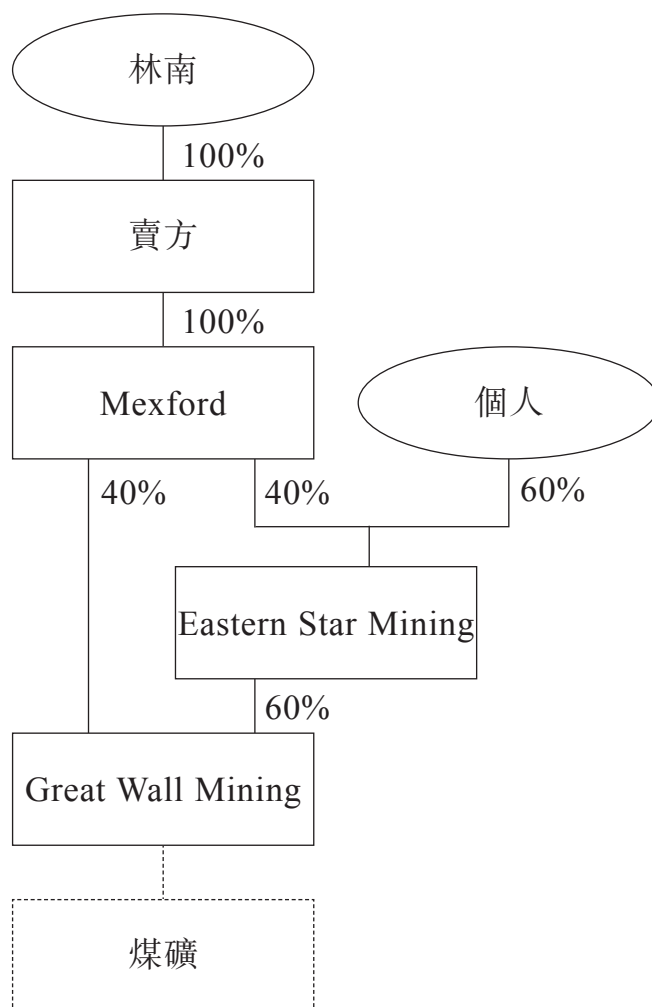 林南
100%
賣方
100%
Mexford
個人
40%
40%
60%
Eastern Star Mining
60%
Great Wall Mining
煤礦